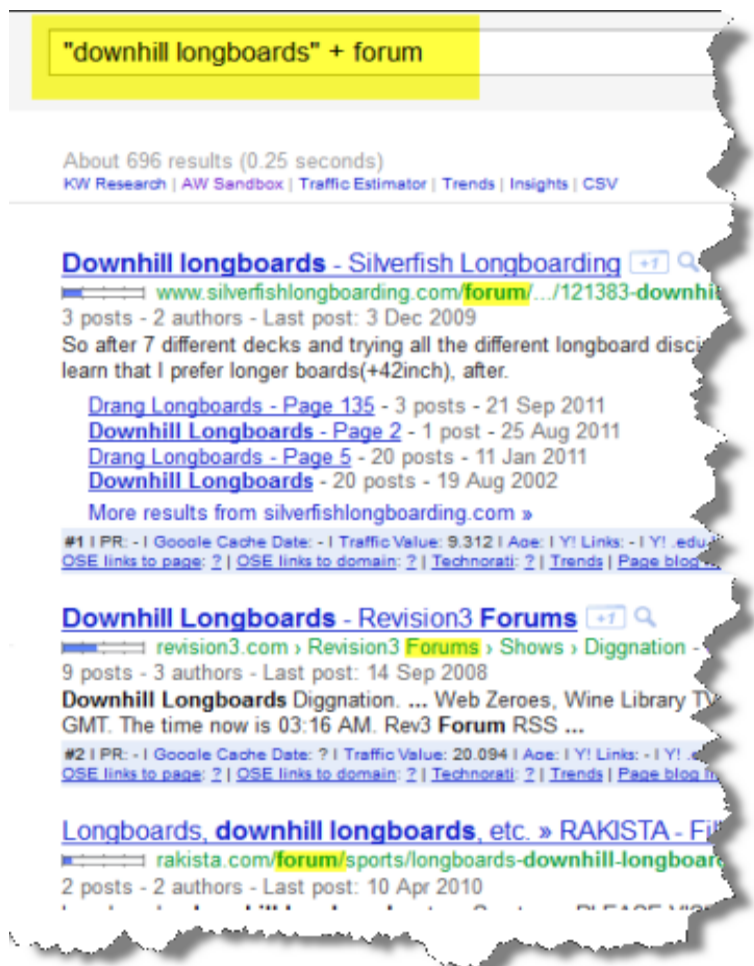 "downhill longboards" + forum
About 696 results (0.25 seconds)
KW Research | AW Sandbox | Traffic Estimator | Trends | Insights | CSV
Downhill longboards - Silverfish Longboarding +1
www.silverfishlongboarding.com/forum/.../121383-downhil
3 posts - 2 authors - Last post: 3 Dec 2009
So after 7 different decks and trying all the different longboard disci
learn that I prefer longer boards(+42inch), after.
Drang Longboards - Page 135 - 3 posts - 21 Sep 2011
Downhill Longboards - Page 2 - 1 post - 25 Aug 2011
Drang Longboards - Page 5 - 20 posts - 11 Jan 2011
Downhill Longboards - 20 posts - 19 Aug 2002
More results from silverfishlongboarding.com »
#1 | PR: - | Google Cache Date: - | Traffic Value: 9.312 | Age: | Y! Links: - | Y! .edu
OSE links to page: ? | OSE links to domain: ? | Technorati: ? | Trends | Page blog
Downhill Longboards - Revision3 Forums +1
revision3.com › Revision3 Forums › Shows › Diggnation -
9 posts - 3 authors - Last post: 14 Sep 2008
Downhill Longboards Diggnation. ... Web Zeroes, Wine Library TV
GMT. The time now is 03:16 AM. Rev3 Forum RSS ...
#2 | PR: - | Google Cache Date: ? | Traffic Value: 20.094 | Age: | Y! Links: - | Y!
OSE links to page: ? | OSE links to domain: ? | Technorati: ? | Trends | Page blog
Longboards, downhill longboards, etc. » RAKISTA - Fil
rakista.com/forum/sports/longboards-downhill-longboard
2 posts - 2 authors - Last post: 10 Apr 2010